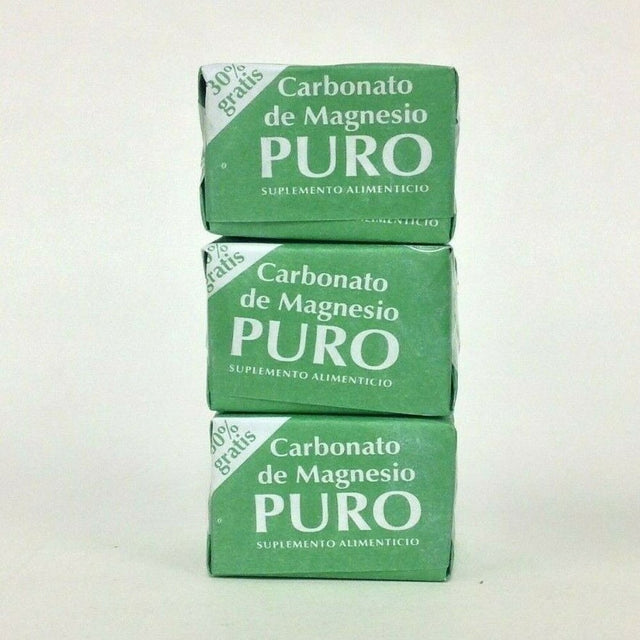 30%
gratis
Carbonato
de Magnesio
PURO
SUPLEMENTO ALIMENTICIO
ALIMENTICIO
gratis
Carbonato
de Magnesio
PURO
SUPLEMENTO ALIMENTICIO
30%
gratis
Carbonato
de Magnesio
PURO
SUPLEMENTO ALIMENTICIO